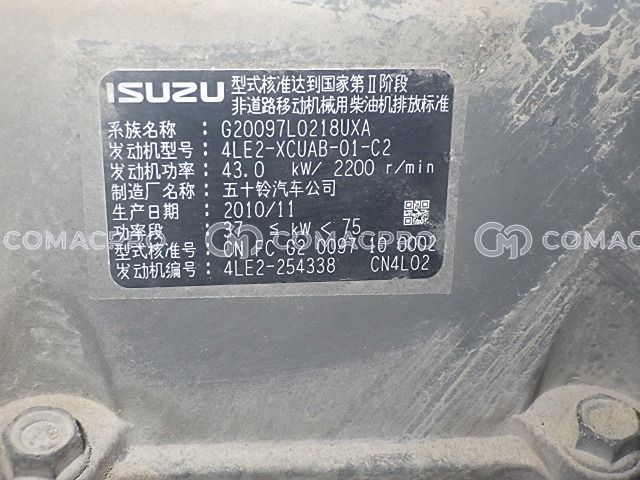 ISUZU
型式核准达到国家第Ⅱ阶段
非道路移动机械用柴油机排放标准
系族名称: G20097L0218UXA
发动机型号: 4LE2-XCUAB-01-C2
发动机功率: 43.0 kW/ 2200 r/min
制造厂名称: 五十铃汽车公司
生产日期: 2010/11
功率段: 37 ≦ kW < 75
型式核准号: CN FC G2 0097 10 0002
发动机编号: 4LE2-254338 CN4L02
COMACPRO COMACPRO